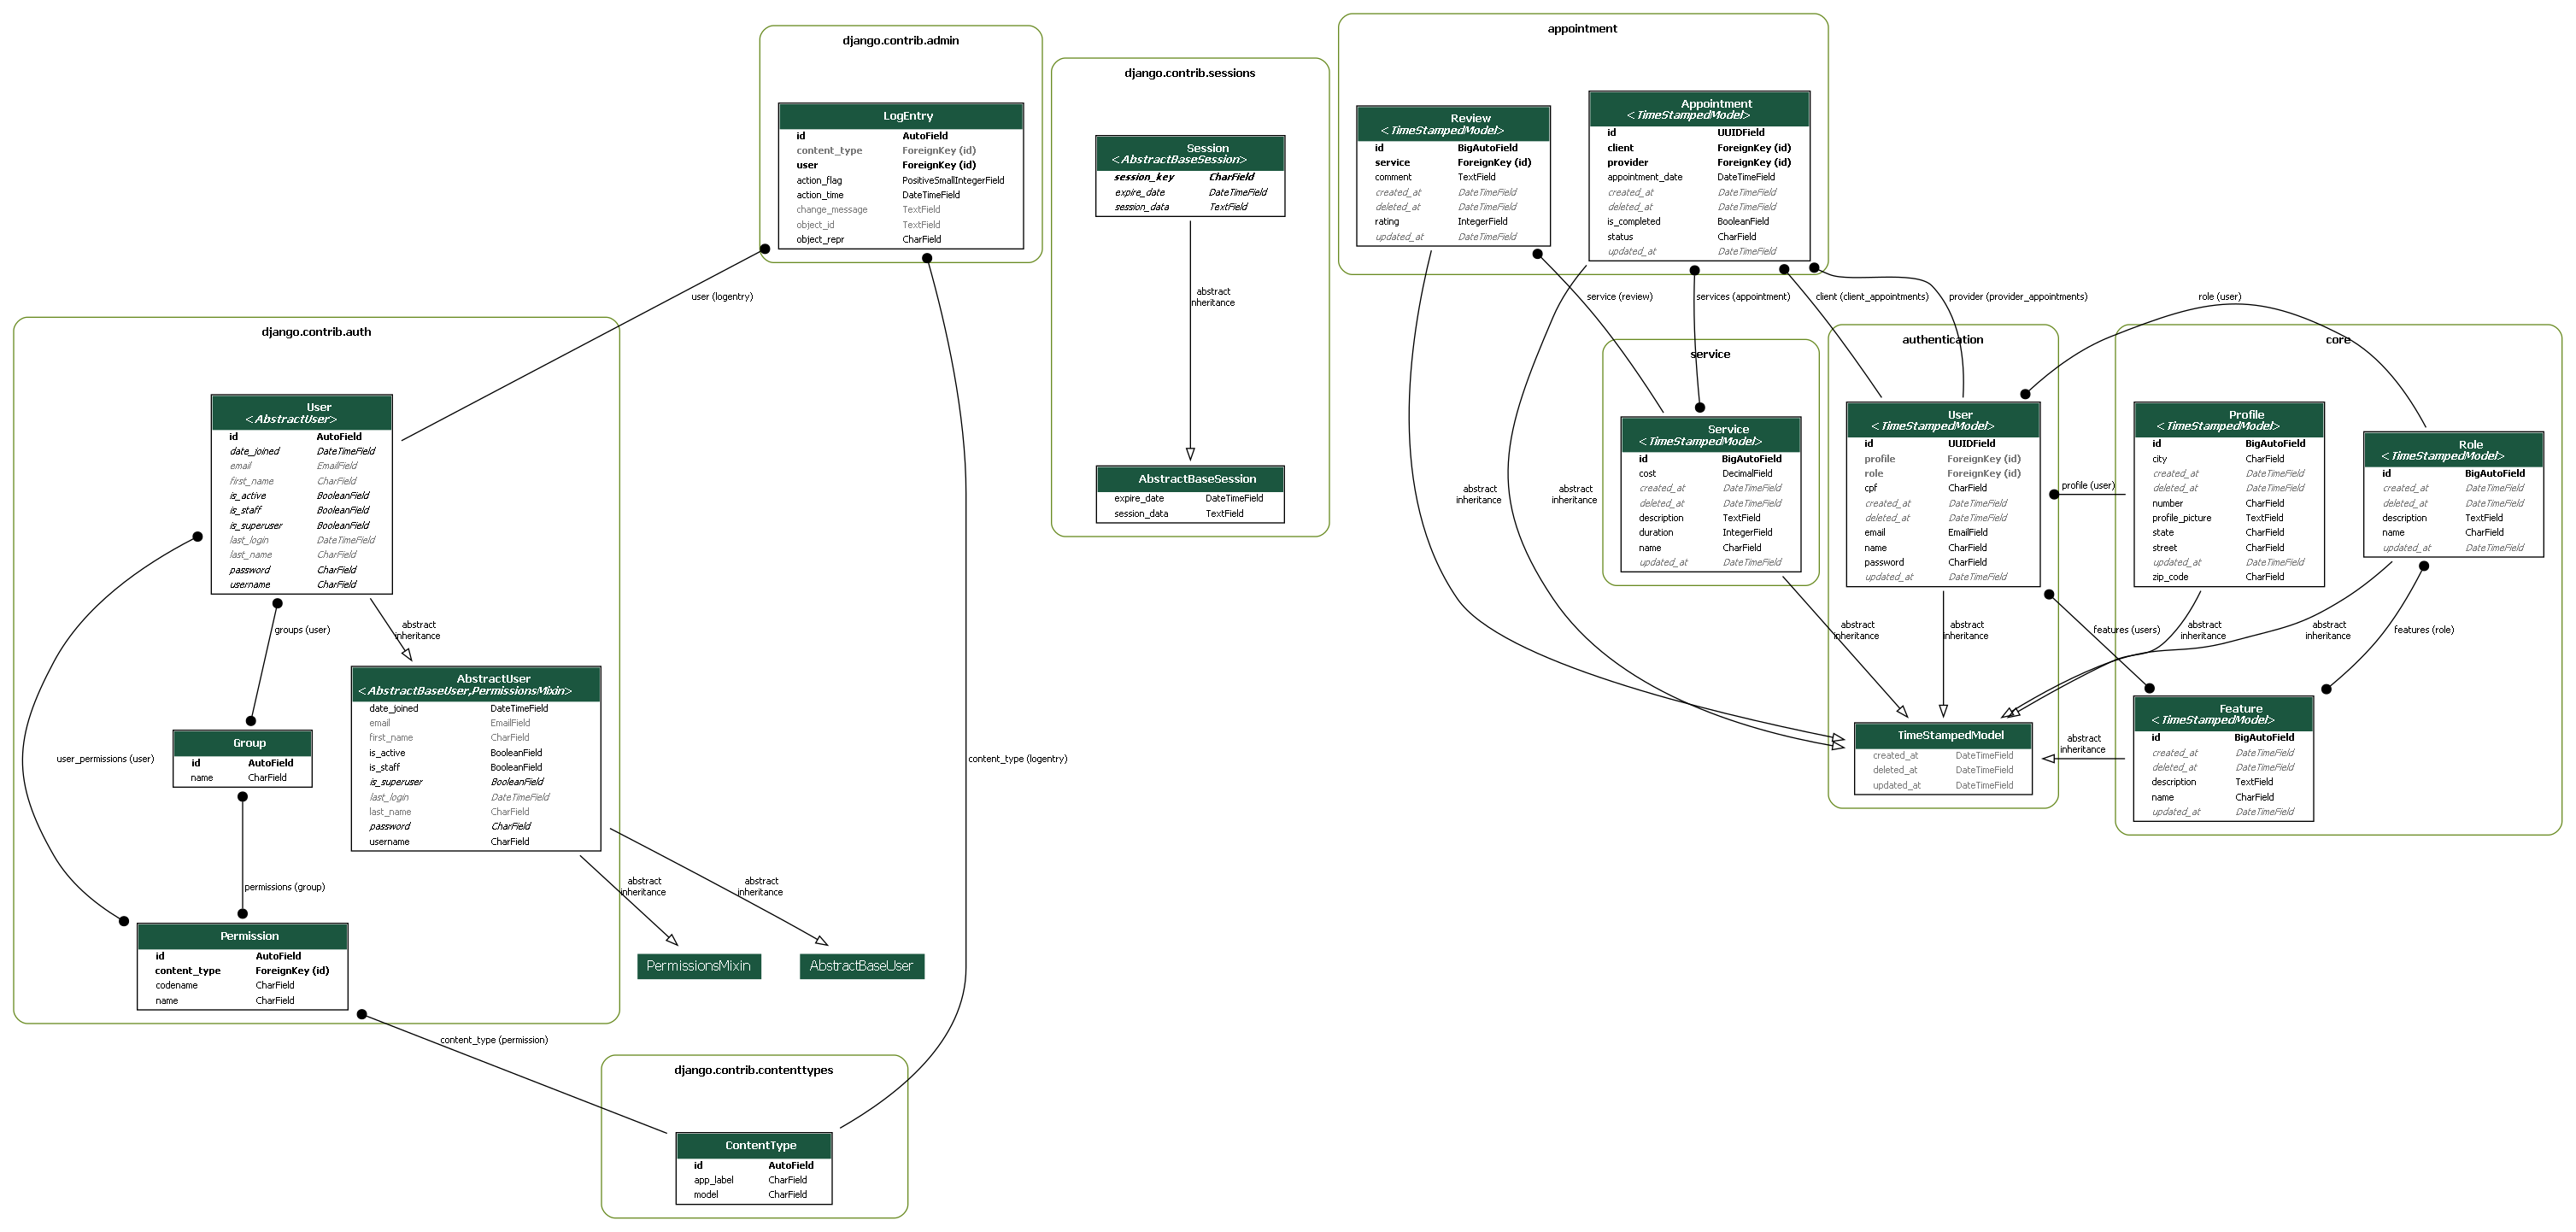 django.contrib.admin
LogEntry
id AutoField
content_type ForeignKey (id)
user ForeignKey (id)
action_flag PositiveSmallIntegerField
action_time DateTimeField
change_message TextField
object_id TextField
object_repr CharField
django.contrib.sessions
Session
<AbstractBaseSession>
session_key CharField
expire_date DateTimeField
session_data TextField
abstract
inheritance
AbstractBaseSession
expire_date DateTimeField
session_data TextField
appointment
Review
<TimeStampedModel>
id BigAutoField
service ForeignKey (id)
comment TextField
created_at DateTimeField
deleted_at DateTimeField
rating IntegerField
updated_at DateTimeField
Appointment
<TimeStampedModel>
id UUIDField
client ForeignKey (id)
provider ForeignKey (id)
appointment_date DateTimeField
created_at DateTimeField
deleted_at DateTimeField
is_completed BooleanField
status CharField
updated_at DateTimeField
user (logentry)
service (review)
services (appointment)
client (client_appointments)
provider (provider_appointments)
role (user)
django.contrib.auth
User
<AbstractUser>
id AutoField
date_joined DateTimeField
email EmailField
first_name CharField
is_active BooleanField
is_staff BooleanField
is_superuser BooleanField
last_login DateTimeField
last_name CharField
password CharField
username CharField
groups (user)
abstract
inheritance
AbstractUser
<AbstractBaseUser,PermissionsMixin>
date_joined DateTimeField
email EmailField
first_name CharField
is_active BooleanField
is_staff BooleanField
is_superuser BooleanField
last_login DateTimeField
last_name CharField
password CharField
username CharField
Group
id AutoField
name CharField
user_permissions (user)
permissions (group)
Permission
id AutoField
content_type ForeignKey (id)
codename CharField
name CharField
abstract
inheritance
abstract
inheritance
PermissionsMixin
AbstractBaseUser
content_type (logentry)
content_type (permission)
django.contrib.contenttypes
ContentType
id AutoField
app_label CharField
model CharField
service
Service
<TimeStampedModel>
id BigAutoField
cost DecimalField
created_at DateTimeField
deleted_at DateTimeField
description TextField
duration IntegerField
name CharField
updated_at DateTimeField
abstract
inheritance
abstract
inheritance
abstract
inheritance
authentication
User
<TimeStampedModel>
id UUIDField
profile ForeignKey (id)
role ForeignKey (id)
cpf CharField
created_at DateTimeField
deleted_at DateTimeField
email EmailField
name CharField
password CharField
updated_at DateTimeField
abstract
inheritance
TimeStampedModel
created_at DateTimeField
deleted_at DateTimeField
updated_at DateTimeField
core
profile (user)
Profile
<TimeStampedModel>
id BigAutoField
city CharField
created_at DateTimeField
deleted_at DateTimeField
number CharField
profile_picture TextField
state CharField
street CharField
updated_at DateTimeField
zip_code CharField
Role
<TimeStampedModel>
id BigAutoField
created_at DateTimeField
deleted_at DateTimeField
description TextField
name CharField
updated_at DateTimeField
features (users)
abstract
inheritance
abstract
inheritance
features (role)
abstract
inheritance
Feature
<TimeStampedModel>
id BigAutoField
created_at DateTimeField
deleted_at DateTimeField
description TextField
name CharField
updated_at DateTimeField